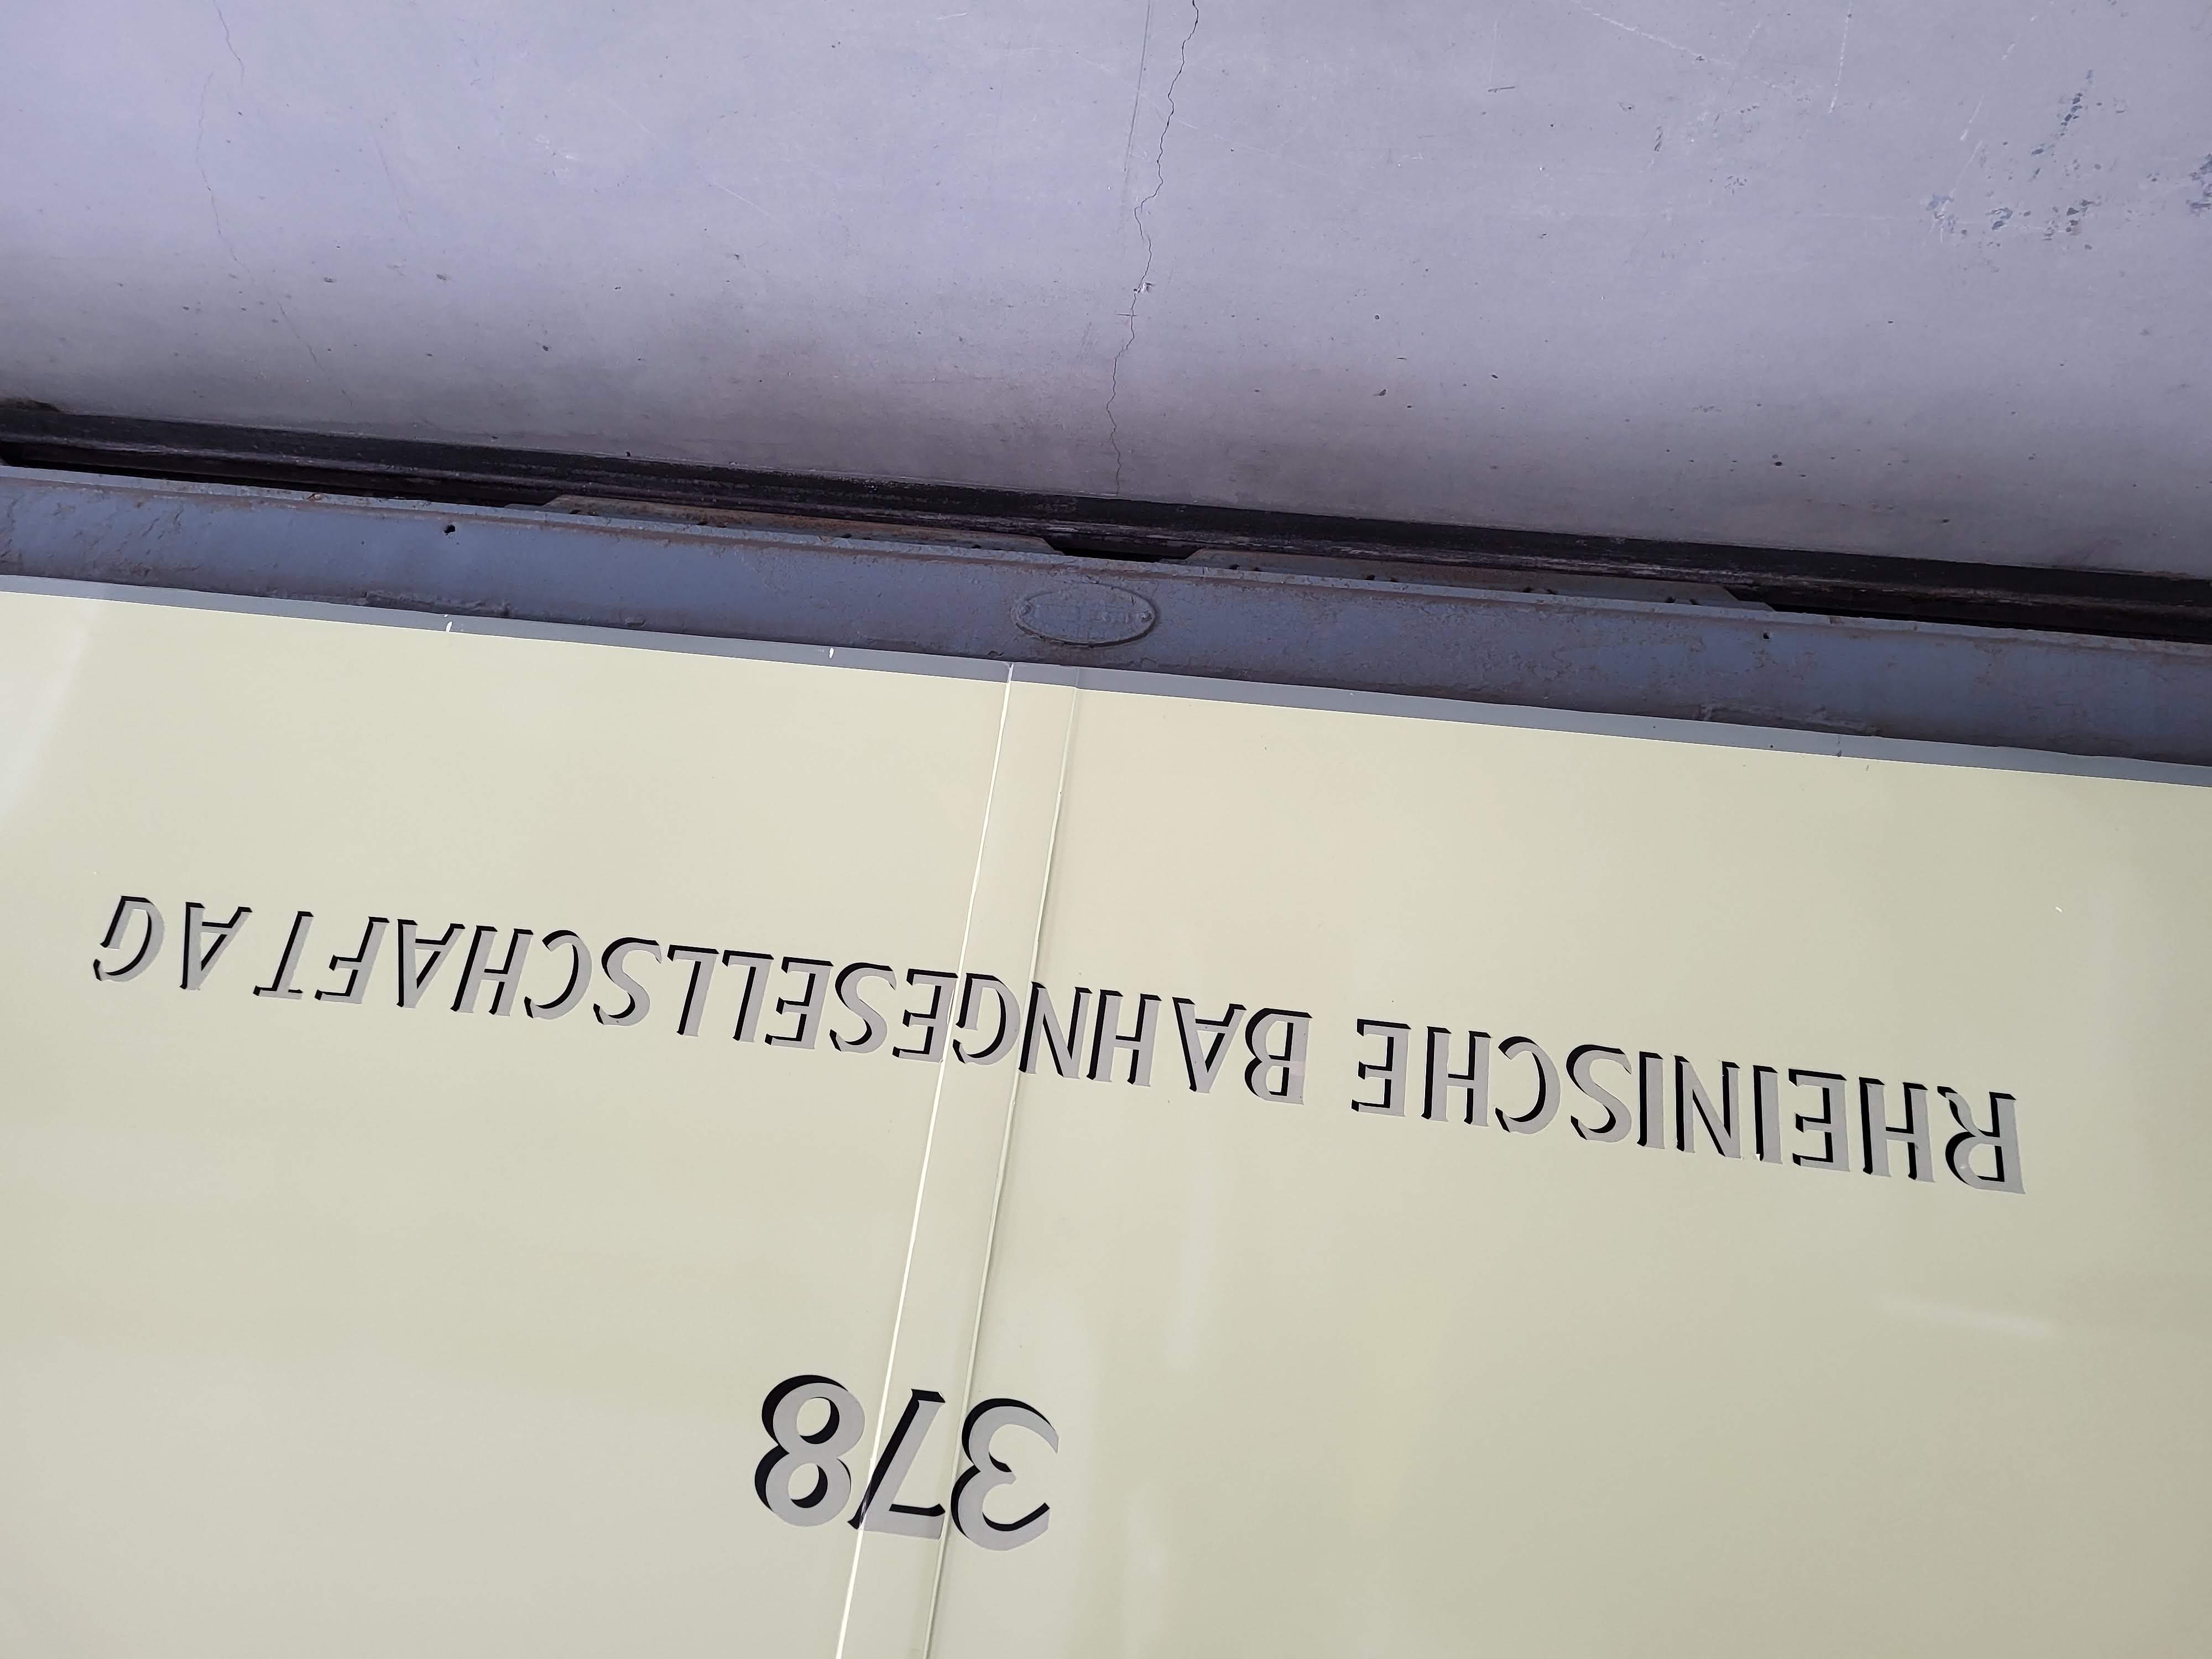 378
RHEINISCHE BAHNGESELLSCHAFT AG